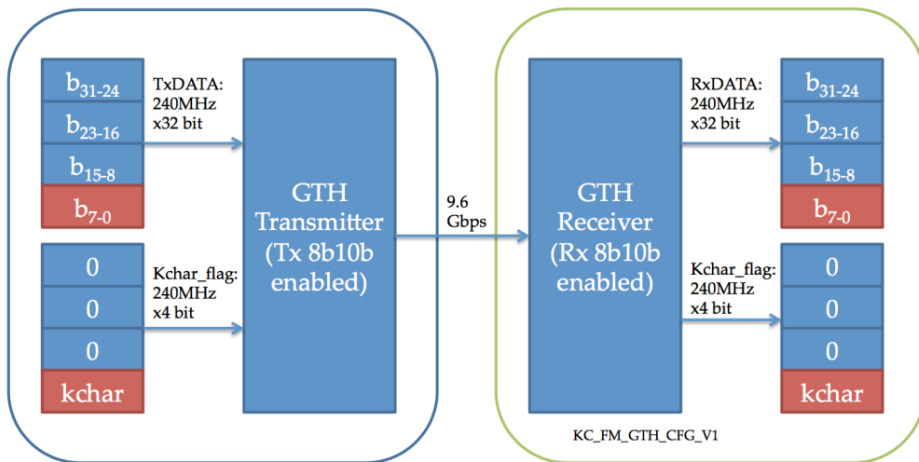 b31-24
b23-16
b15-8
b7-0
0
0
0
kchar
TxDATA:
240MHz
x32 bit
Kchar_flag:
240MHz
x4 bit
GTH
Transmitter
(Tx 8b10b
enabled)
9.6
Gbps
GTH
Receiver
(Rx 8b10b
enabled)
RxDATA:
240MHz
x32 bit
Kchar_flag:
240MHz
x4 bit
b31-24
b23-16
b15-8
b7-0
0
0
0
kchar
KC_FM_GTH_CFG_V1